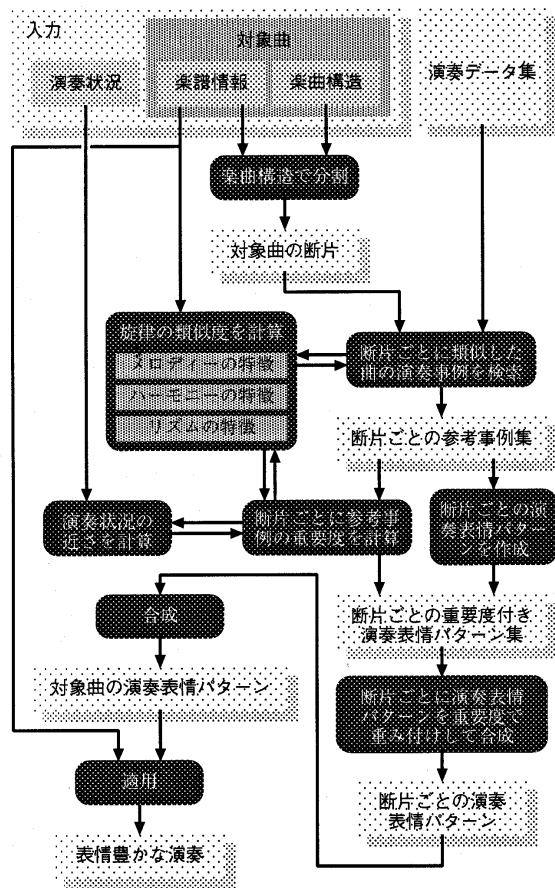 入力
対象曲
演奏状況
楽譜情報
楽曲構造
演奏データ集
楽曲構造で分割
対象曲の断片
旋律の類似度を計算
メロディーの特徴
ハーモニーの特徴
リズムの特徴
断片ごとに類似した
曲の演奏事例を検索
断片ごとの参考事例集
演奏状況の
近さを計算
断片ごとに参考事
例の重要度を計算
断片ごとの演
奏表情パター
ンを作成
合成
断片ごとの重要度付き
演奏表情パターン集
対象曲の演奏表情パターン
断片ごとに演奏表情
パターンを重要度で
重み付けして合成
適用
断片ごとの演奏
表情パターン
表情豊かな演奏